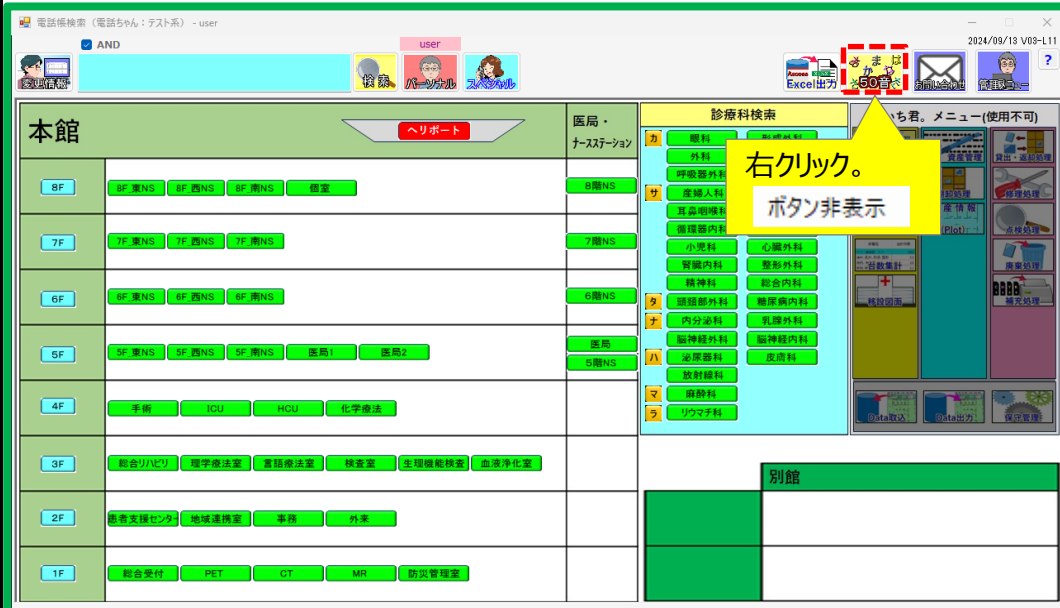 電話帳検索（電話ちゃん：テスト系） - user
AND
user
2024/09/13 V03-L11
変更情報
検索
パーソナル
スペシャル
Excel出力
50音
お問い合わせ
管理メニュー
?
本館
ヘリポート
医局・
ナースステーション
8F
8F_東NS 8F_西NS 8F_南NS 個室
8階NS
7F
7F_東NS 7F_西NS 7F_南NS
7階NS
6F
6F_東NS 6F_西NS 6F_南NS
6階NS
5F
5F_東NS 5F_西NS 5F_南NS 医局1 医局2
医局
5階NS
4F
手術 ICU HCU 化学療法
3F
総合リハビリ 理学療法室 言語療法室 検査室 生理機能検査 血液浄化室
2F
患者支援センター 地域連携室 事務 外来
1F
総合受付 PET CT MR 防災管理室
診療科検索
カ 眼科 形成外科
外科
呼吸器外科
サ 産婦人科
耳鼻咽喉科
循環器内科
小児科 心臓外科
腎臓内科 整形外科
精神科 総合内科
タ 頭頚部外科 糖尿病内科
ナ 内分泌科 乳腺外科
脳神経外科 脳神経内科
ハ 泌尿器科 皮膚科
放射線科
マ 麻酔科
ラ リウマチ科
右クリック。
ボタン非表示
ち君。メニュー(使用不可)
資産管理
貸出・返却処理
修理処理
(Plot)
点検処理
台数集計
廃棄処理
施設図面
補充処理
Data取込
Data出力
保守管理
別館